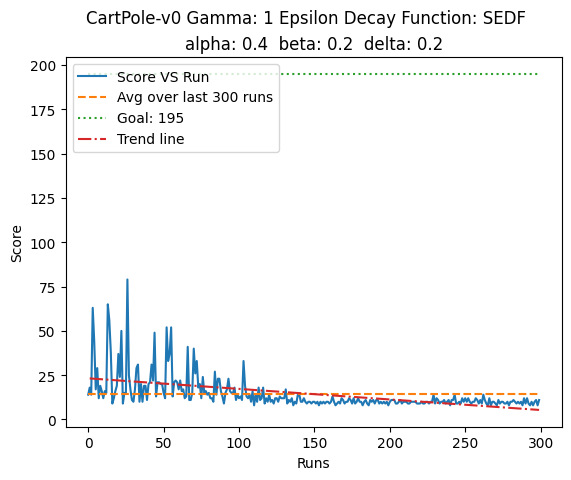 CartPole-v0 Gamma: 1 Epsilon Decay Function: SEDF
alpha: 0.4 beta: 0.2 delta: 0.2
Score VS Run
Avg over last 300 runs
Goal: 195
Trend line
200
175
150
125
100
75
50
25
0
Score
0
50
100
150
200
250
300
Runs